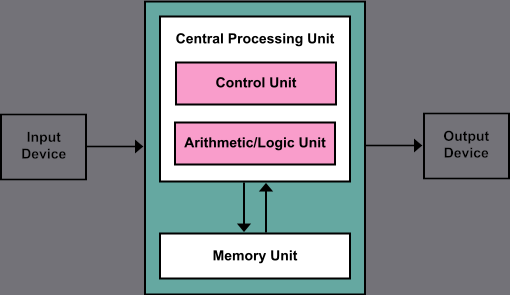 Central Processing Unit
Control Unit
Arithmetic/Logic Unit
Input
Device
Output
Device
Memory Unit